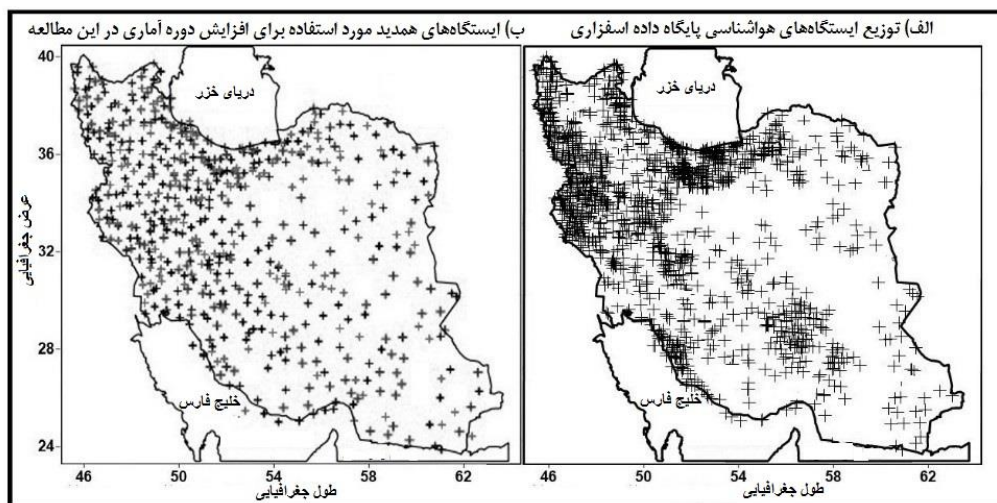 الف) توزیع ایستگاه‌های هواشناسی پایگاه داده اسفزاری
ب) ایستگاه‌های همدید مورد استفاده برای افزایش دوره آماری در این مطالعه
دریای خزر
خلیج فارس
46 50 54 58 62
طول جغرافیایی
دریای خزر
خلیج فارس
عرض جغرافیایی
40
36
32
28
24
46 50 54 58 62
طول جغرافیایی